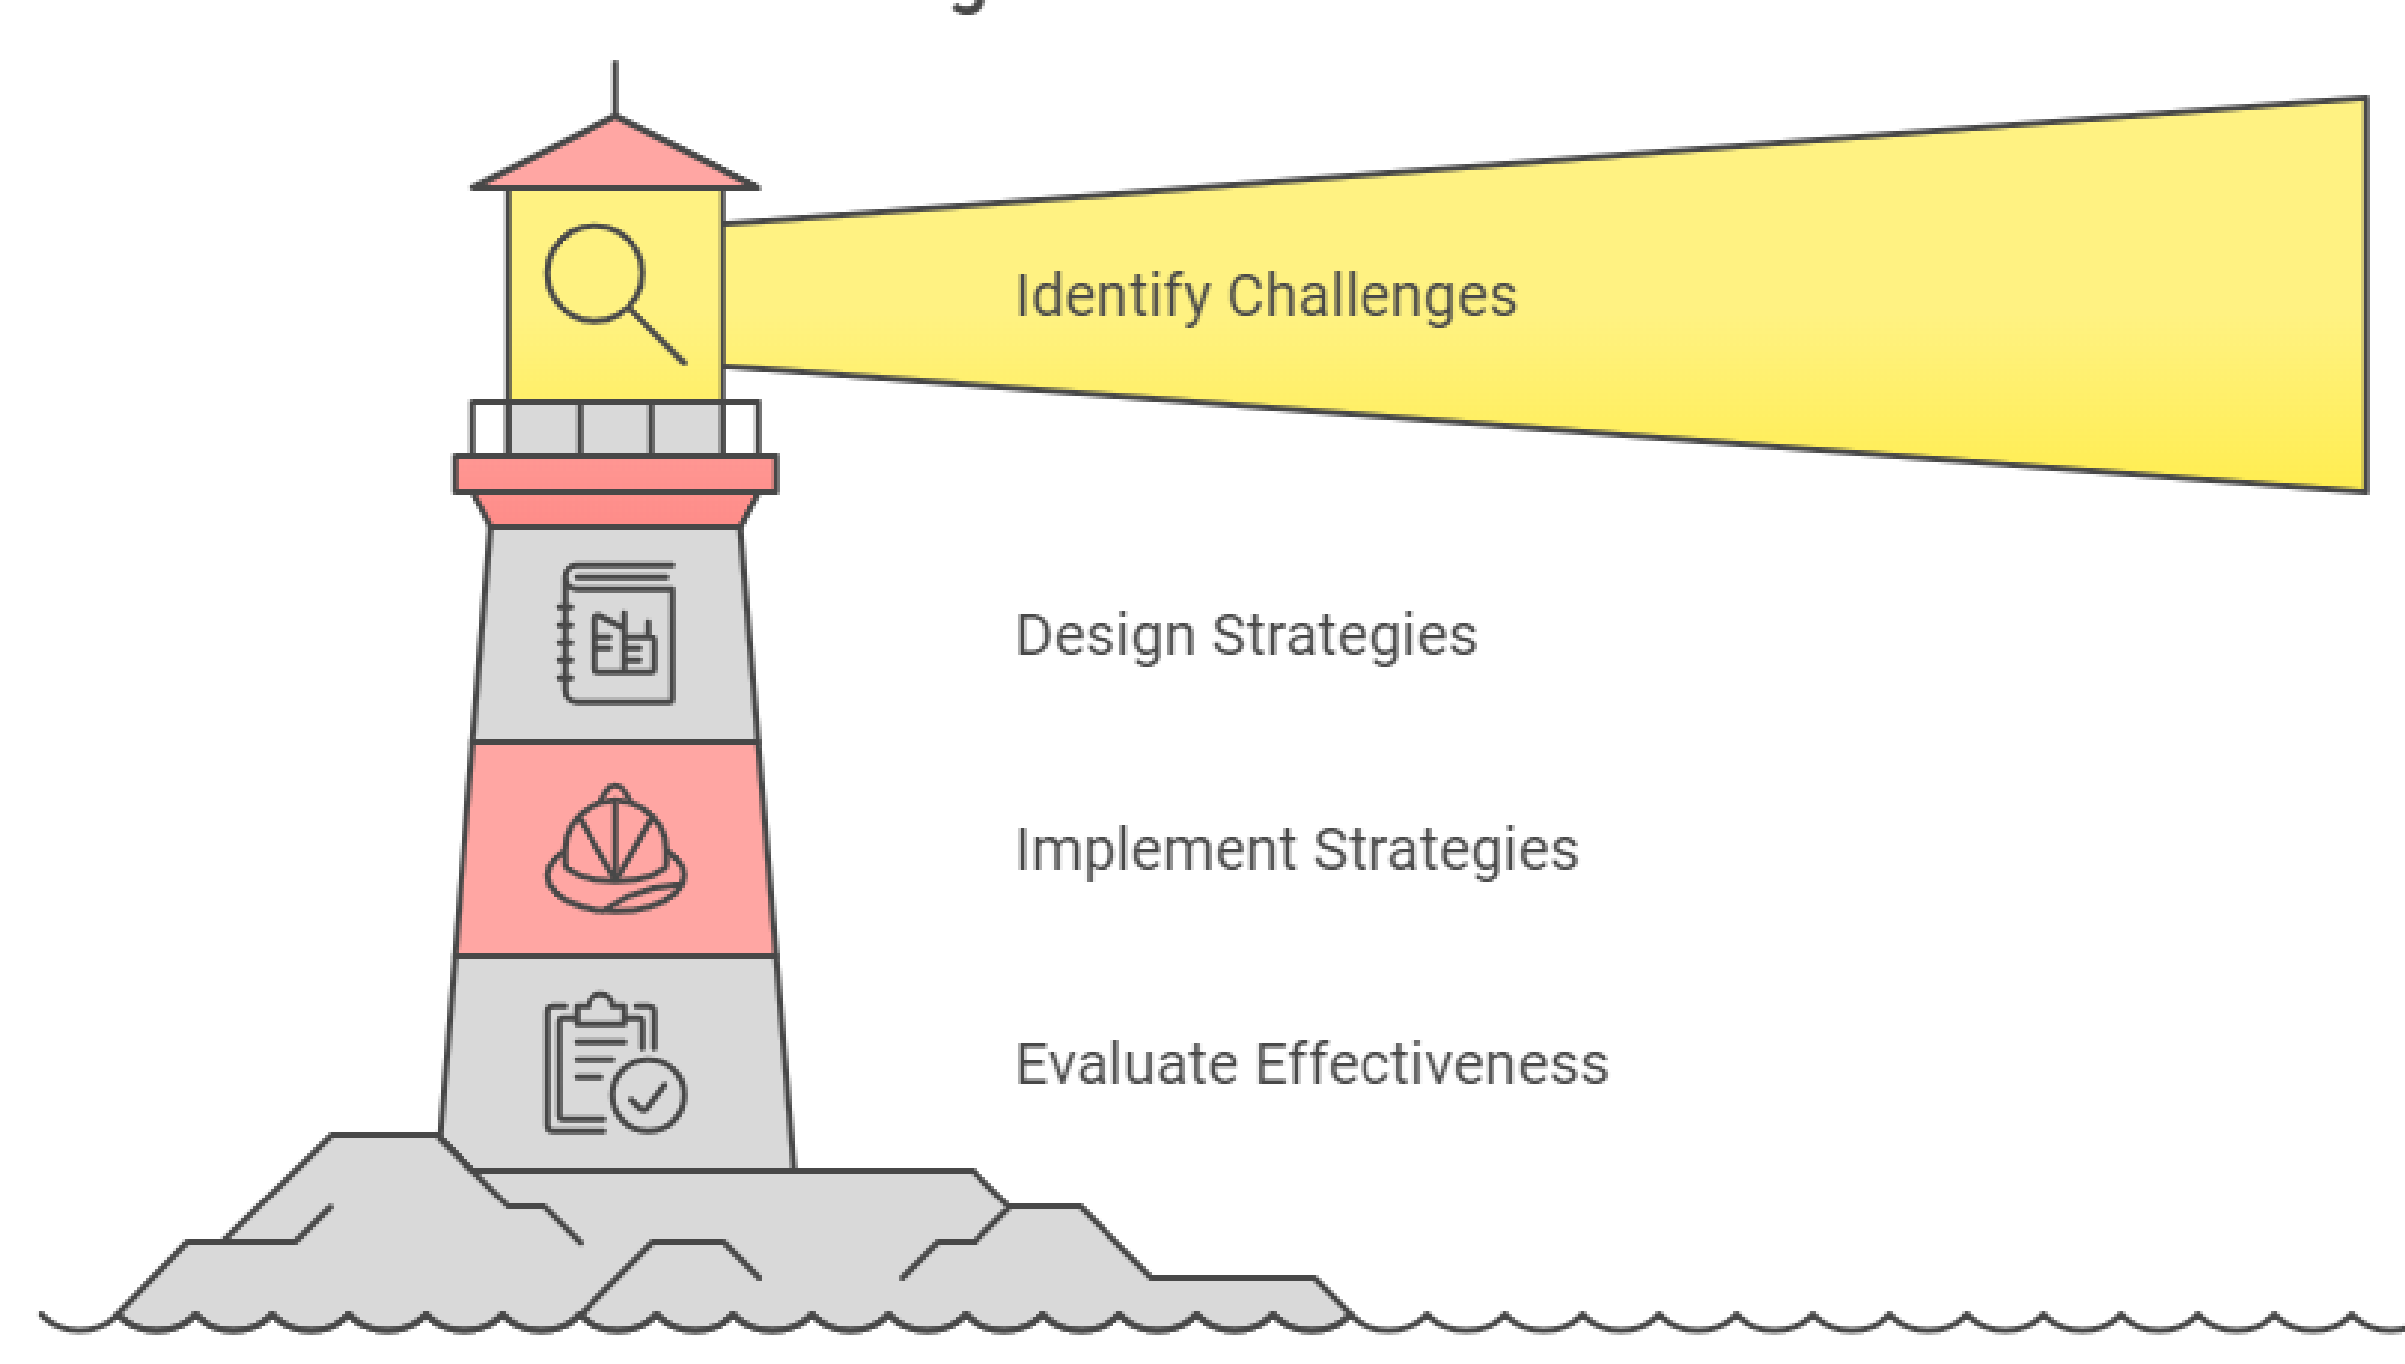 Identify Challenges
Design Strategies
Implement Strategies
Evaluate Effectiveness